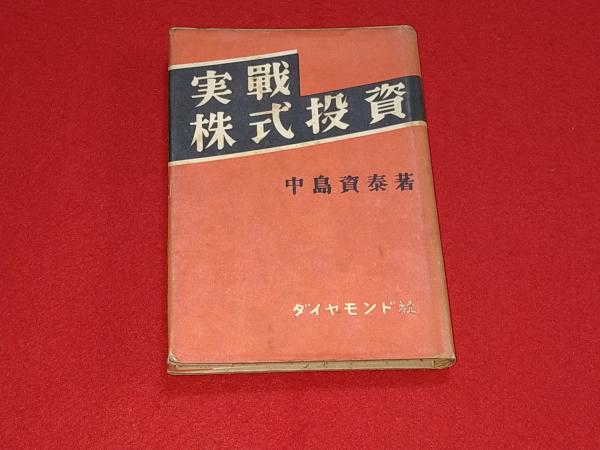 実戰
株式投資
中島資泰著
ダイヤモンド社